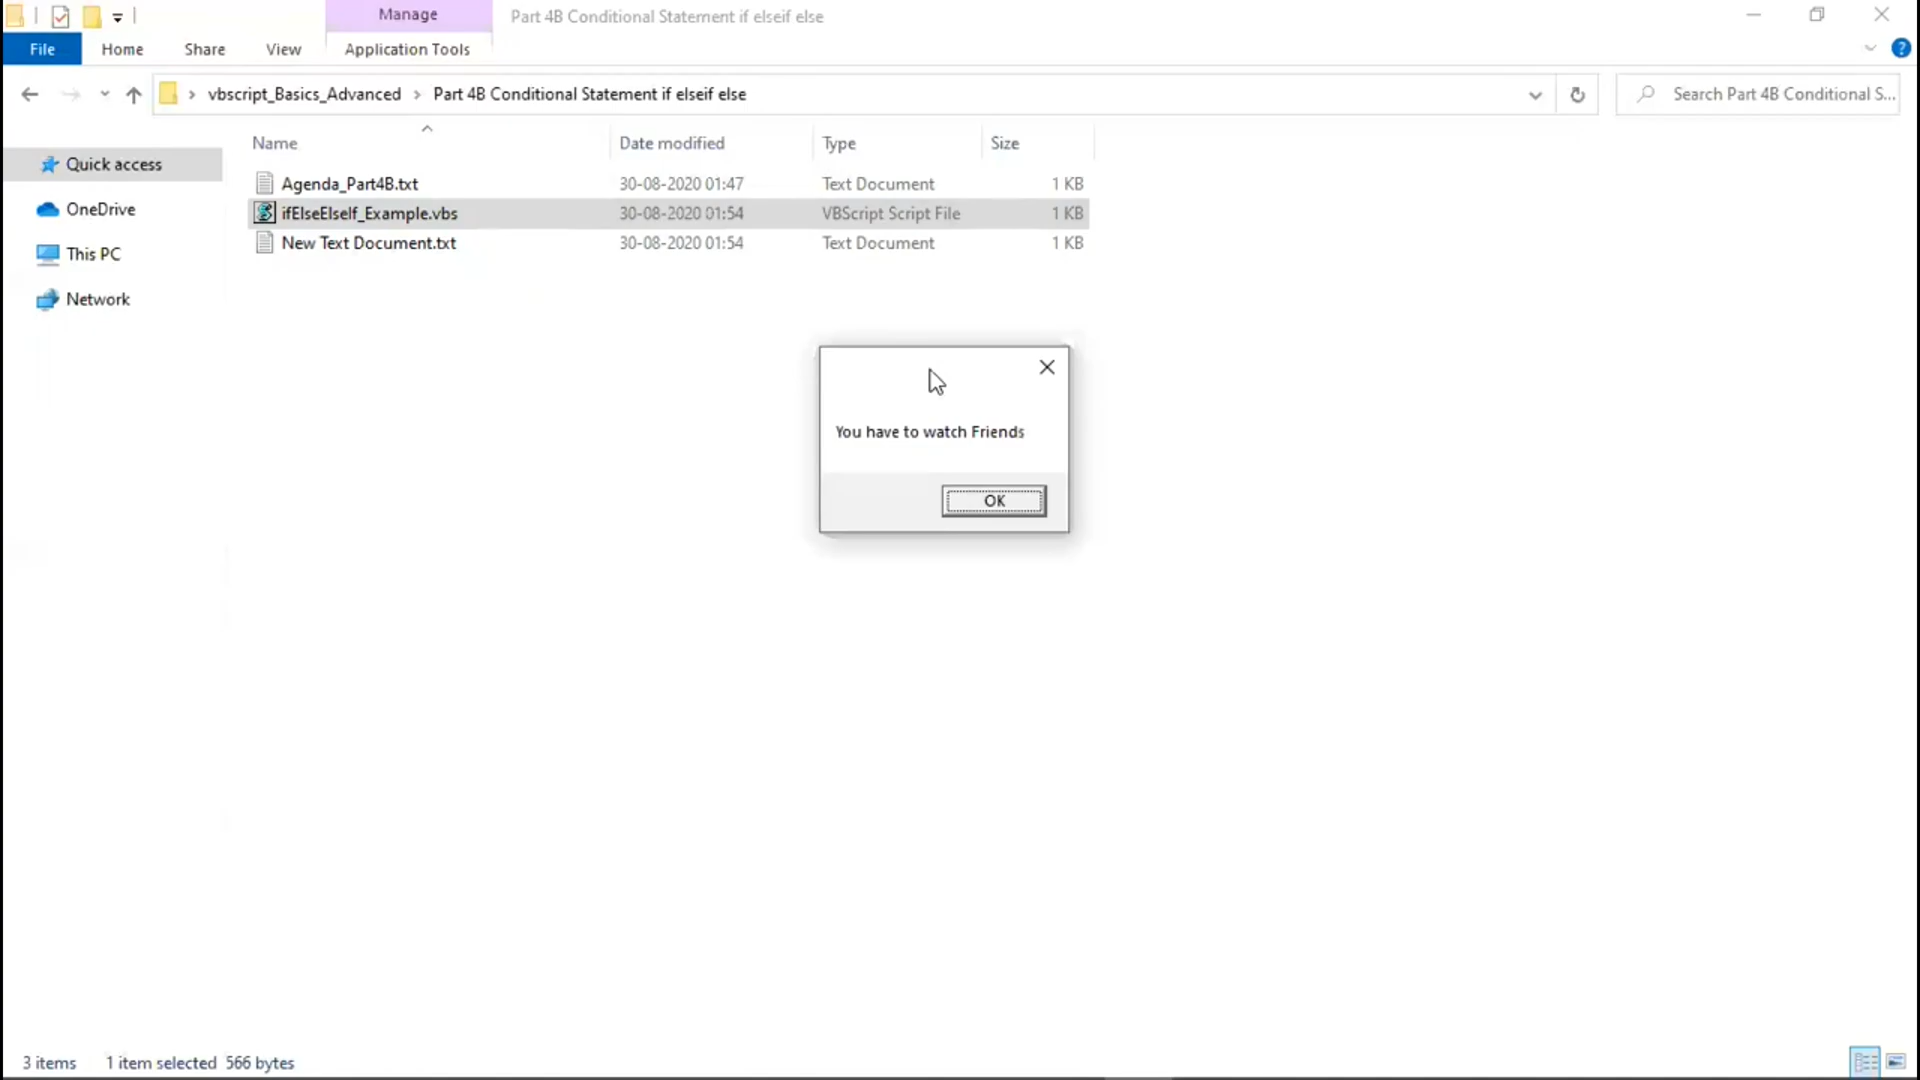 Manage
Part 4B Conditional Statement if elseif else
File
Home
Share
View
Application Tools
?
vbscript_Basics_Advanced > Part 4B Conditional Statement if elseif else
Search Part 4B Conditional S...
Name
Date modified
Type
Size
Quick access
OneDrive
This PC
Network
Agenda_Part4B.txt 30-08-2020 01:47 Text Document 1 KB
ifElseElself_Example.vbs 30-08-2020 01:54 VBScript Script File 1 KB
New Text Document.txt 30-08-2020 01:54 Text Document 1 KB
You have to watch Friends
OK
3 items 1 item selected 566 bytes